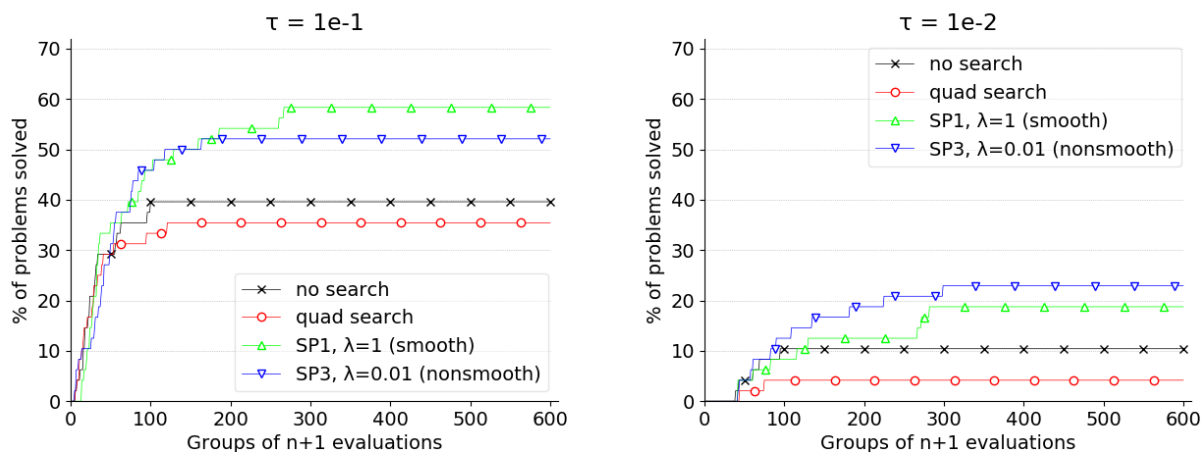 τ = 1e-1
70
60
50
40
30
20
10
0
% of problems solved
no search
quad search
SP1, λ=1 (smooth)
SP3, λ=0.01 (nonsmooth)
0 100 200 300 400 500 600
Groups of n+1 evaluations
τ = 1e-2
70
60
50
40
30
20
10
0
% of problems solved
no search
quad search
SP1, λ=1 (smooth)
SP3, λ=0.01 (nonsmooth)
0 100 200 300 400 500 600
Groups of n+1 evaluations